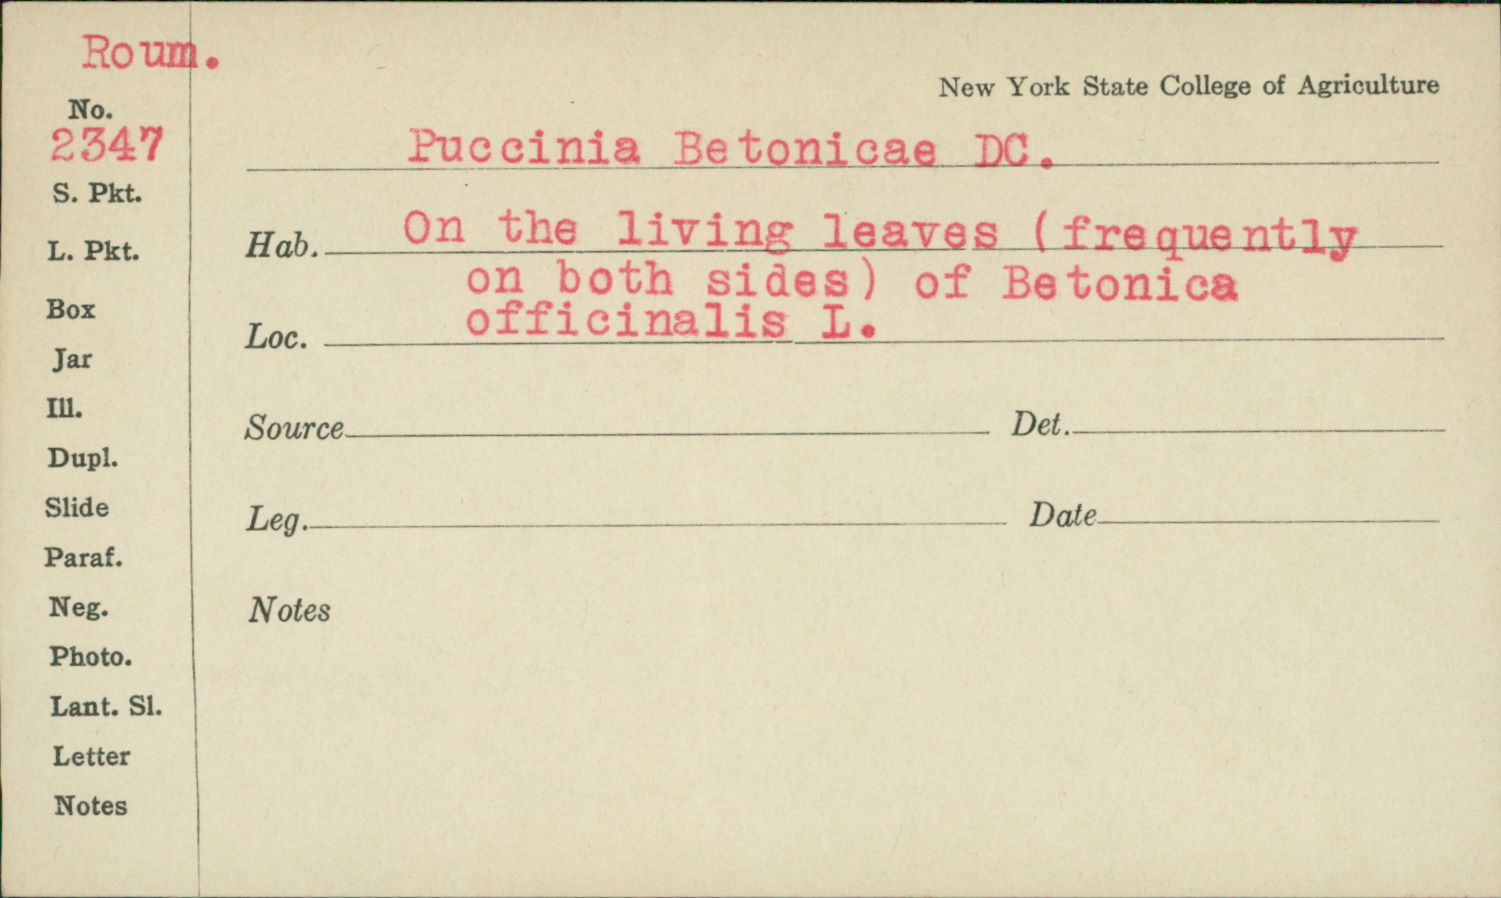 Roum.
New York State College of Agriculture
No.
2347
Puccinia Betonicae DC.
S. Pkt.
Hab. On the living leaves (frequently
L. Pkt.
on both sides) of Betonica
Box
officinalis L.
Loc.
Jar
Ill.
Source Det.
Dupl.
Slide
Leg. Date
Paraf.
Neg.
Notes
Photo.
Lant. Sl.
Letter
Notes